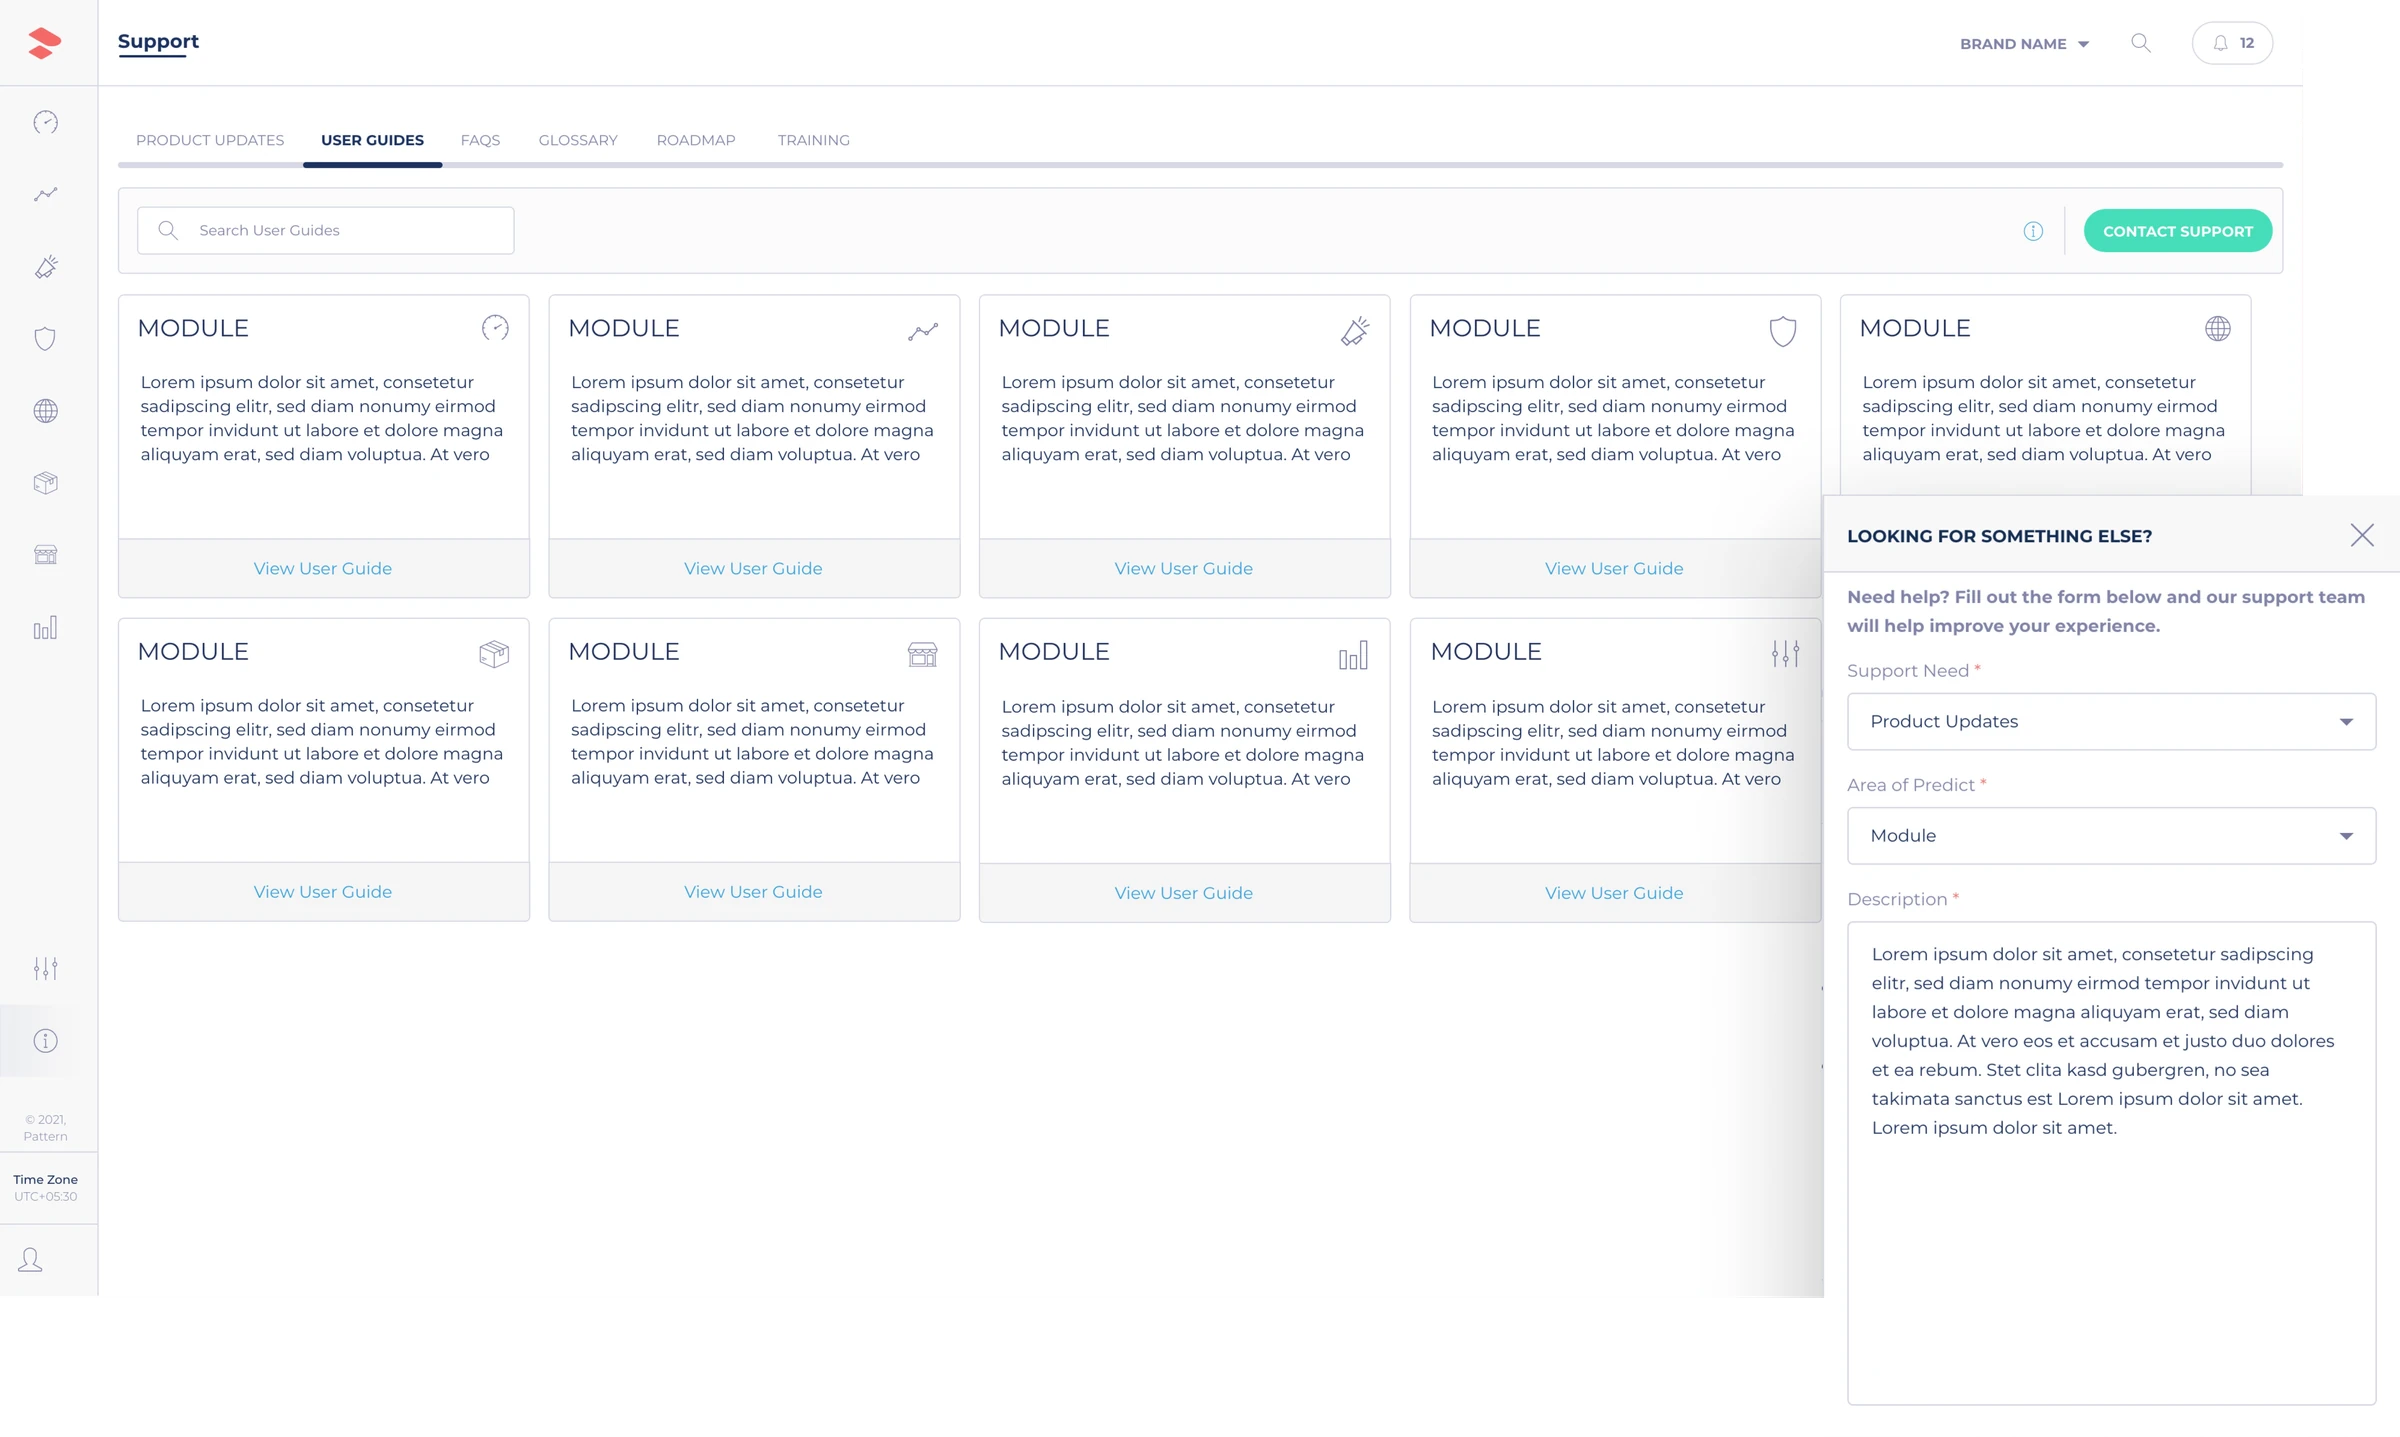 Support
BRAND NAME
12
PRODUCT UPDATES
USER GUIDES
FAQS
GLOSSARY
ROADMAP
TRAINING
Search User Guides
CONTACT SUPPORT
MODULE
Lorem ipsum dolor sit amet, consetetur
sadipscing elitr, sed diam nonumy eirmod
tempor invidunt ut labore et dolore magna
aliquyam erat, sed diam voluptua. At vero
View User Guide
MODULE
Lorem ipsum dolor sit amet, consetetur
sadipscing elitr, sed diam nonumy eirmod
tempor invidunt ut labore et dolore magna
aliquyam erat, sed diam voluptua. At vero
View User Guide
MODULE
Lorem ipsum dolor sit amet, consetetur
sadipscing elitr, sed diam nonumy eirmod
tempor invidunt ut labore et dolore magna
aliquyam erat, sed diam voluptua. At vero
View User Guide
MODULE
Lorem ipsum dolor sit amet, consetetur
sadipscing elitr, sed diam nonumy eirmod
tempor invidunt ut labore et dolore magna
aliquyam erat, sed diam voluptua. At vero
View User Guide
MODULE
Lorem ipsum dolor sit amet, consetetur
sadipscing elitr, sed diam nonumy eirmod
tempor invidunt ut labore et dolore magna
aliquyam erat, sed diam voluptua. At vero
MODULE
Lorem ipsum dolor sit amet, consetetur
sadipscing elitr, sed diam nonumy eirmod
tempor invidunt ut labore et dolore magna
aliquyam erat, sed diam voluptua. At vero
View User Guide
MODULE
Lorem ipsum dolor sit amet, consetetur
sadipscing elitr, sed diam nonumy eirmod
tempor invidunt ut labore et dolore magna
aliquyam erat, sed diam voluptua. At vero
View User Guide
MODULE
Lorem ipsum dolor sit amet, consetetur
sadipscing elitr, sed diam nonumy eirmod
tempor invidunt ut labore et dolore magna
aliquyam erat, sed diam voluptua. At vero
View User Guide
MODULE
Lorem ipsum dolor sit amet, consetetur
sadipscing elitr, sed diam nonumy eirmod
tempor invidunt ut labore et dolore magna
aliquyam erat, sed diam voluptua. At vero
View User Guide
LOOKING FOR SOMETHING ELSE?
Need help? Fill out the form below and our support team
will help improve your experience.
Support Need *
Product Updates
Area of Predict *
Module
Description *
Lorem ipsum dolor sit amet, consetetur sadipscing
elitr, sed diam nonumy eirmod tempor invidunt ut
labore et dolore magna aliquyam erat, sed diam
voluptua. At vero eos et accusam et justo duo dolores
et ea rebum. Stet clita kasd gubergren, no sea
takimata sanctus est Lorem ipsum dolor sit amet.
Lorem ipsum dolor sit amet.
© 2021,
Pattern
Time Zone
UTC+05:30